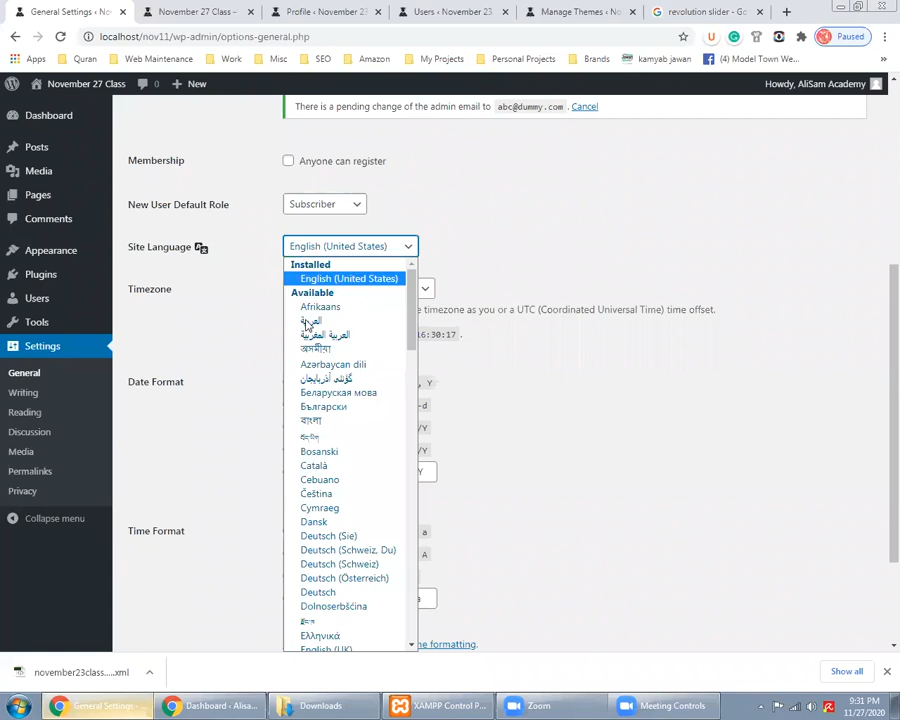 General Settings ‹ No
November 27 Class –
Profile ‹ November 23
Users ‹ November 23
Manage Themes ‹ No
revolution slider - Go
localhost/nov11/wp-admin/options-general.php
Paused
Apps
Quran
Web Maintenance
Work
Misc
SEO
Amazon
My Projects
Personal Projects
Brands
kamyab jawan
(Model Town We...
November 27 Class
New
Howdy, AliSam Academy
Dashboard
Posts
Media
Pages
Comments
Appearance
Plugins
Users
Tools
Settings
General
Writing
Reading
Discussion
Media
Permalinks
Privacy
Collapse menu
There is a pending change of the admin email to abc@dummy.com . Cancel
Membership
Anyone can register
New User Default Role
Subscriber
Site Language
English (United States)
Installed
English (United States)
Available
Afrikaans
العربية
العربية المغربية
অসমীয়া
Azərbaycan dili
گؤنئی آذربایجان
Беларуская мова
Български
বাংলা
བོད་ཡིག
Bosanski
Català
Cebuano
Čeština
Cymraeg
Dansk
Deutsch (Sie)
Deutsch (Schweiz, Du)
Deutsch (Schweiz)
Deutsch (Österreich)
Deutsch
Dolnoserbšćina
Ελληνικά
English (UK)
Timezone
e timezone as you or a UTC (Coordinated Universal Time) time offset.
16:30:17 .
Date Format
, Y
-d
/Y
/Y
Y
Time Format
a
A
a
me formatting.
november23class....xml
Show all
General Settings -...
Dashboard ‹ Alisa...
Downloads
XAMPP Control P...
Zoom
Meeting Controls
9:31 PM
11/27/2020